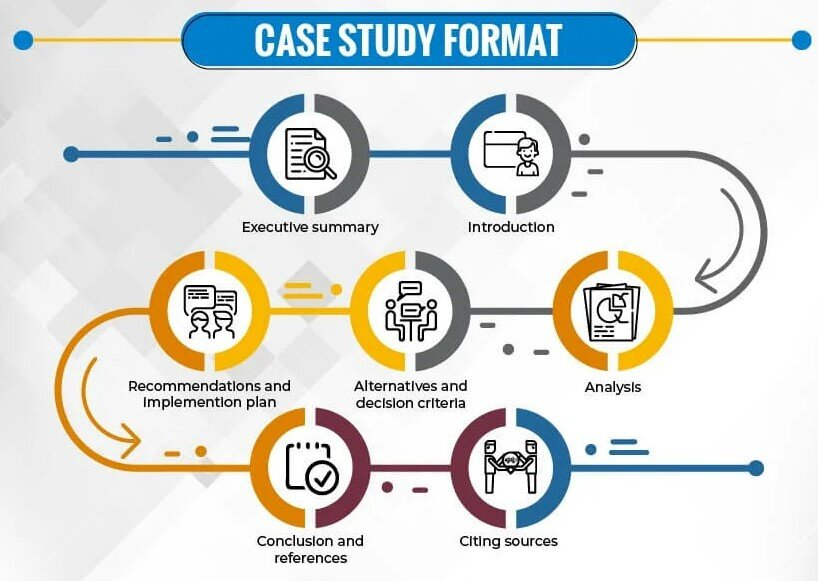 CASE STUDY FORMAT
Executive summary
Introduction
Analysis
Alternatives and
decision criteria
Recommendations and
Implemention plan
Conclusion and
references
Citing sources